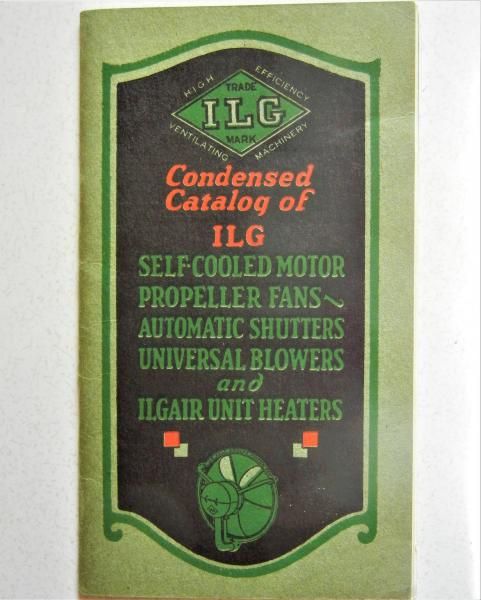 HIGH EFFICIENCY
TRADE
ILG
MARK
VENTILATING MACHINERY
Condensed
Catalog of
ILG
SELF-COOLED MOTOR
PROPELLER FANS~
AUTOMATIC SHUTTERS
UNIVERSAL BLOWERS
and
ILGAIR UNIT HEATERS